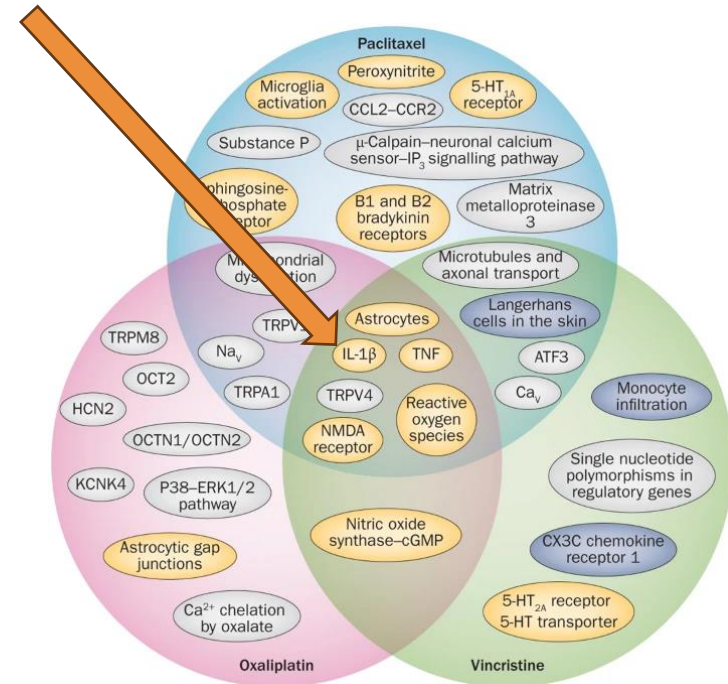 Paclitaxel
Peroxynitrite
Microglia
activation
5-HT1A
receptor
CCL2–CCR2
Substance P
μ-Calpain–neuronal calcium
sensor–IP3 signalling pathway
B1 and B2
bradykinin
receptors
Matrix
metalloproteinase
3
Microtubules and
axonal transport
Langerhans
cells in the skin
ATF3
Cav
Astrocytes
IL-1β
TNF
TRPV4
Reactive
oxygen
species
NMDA
receptor
Nav
TRPA1
TRPM8
OCT2
HCN2
OCTN1/OCTN2
KCNK4
P38–ERK1/2
pathway
Astrocytic gap
junctions
Ca2+ chelation
by oxalate
Nitric oxide
synthase–cGMP
Monocyte
infiltration
Single nucleotide
polymorphisms in
regulatory genes
CX3C chemokine
receptor 1
5-HT2A receptor
5-HT transporter
Oxaliplatin
Vincristine